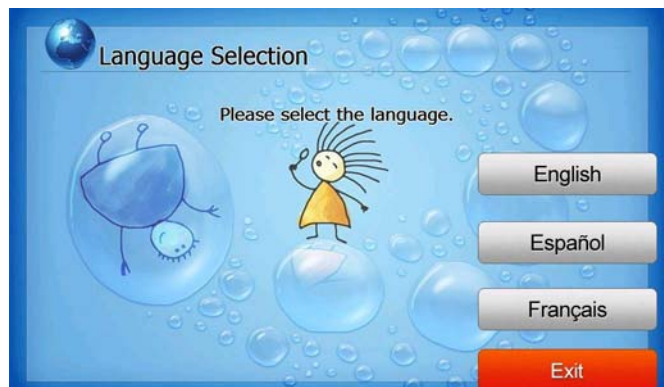 Language Selection
Please select the language.
English
Español
Français
Exit